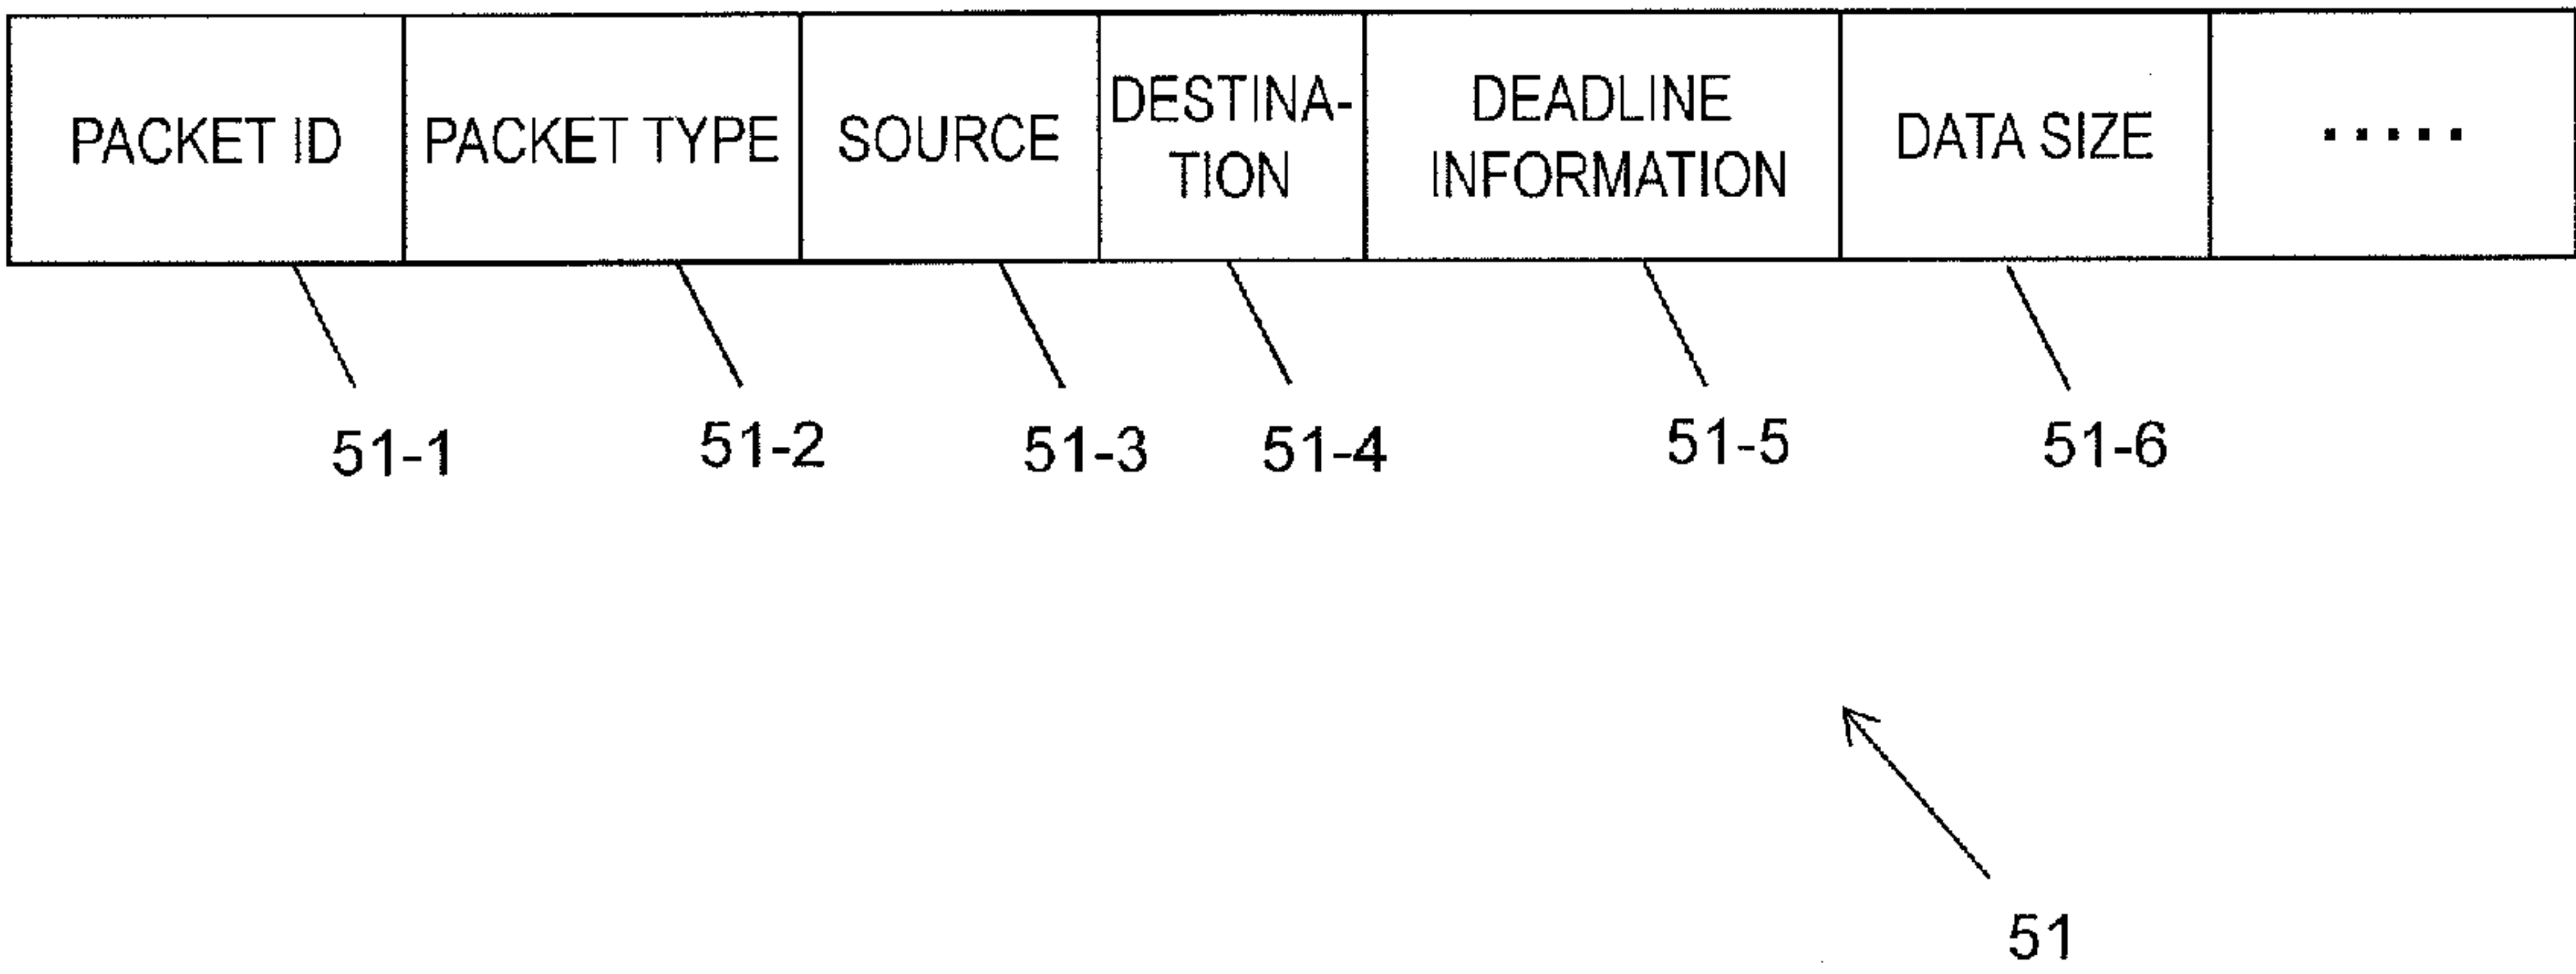 PACKET ID
PACKET TYPE
SOURCE
DESTINA-
TION
DEADLINE
INFORMATION
DATA SIZE
.....
51-1
51-2
51-3
51-4
51-5
51-6
51